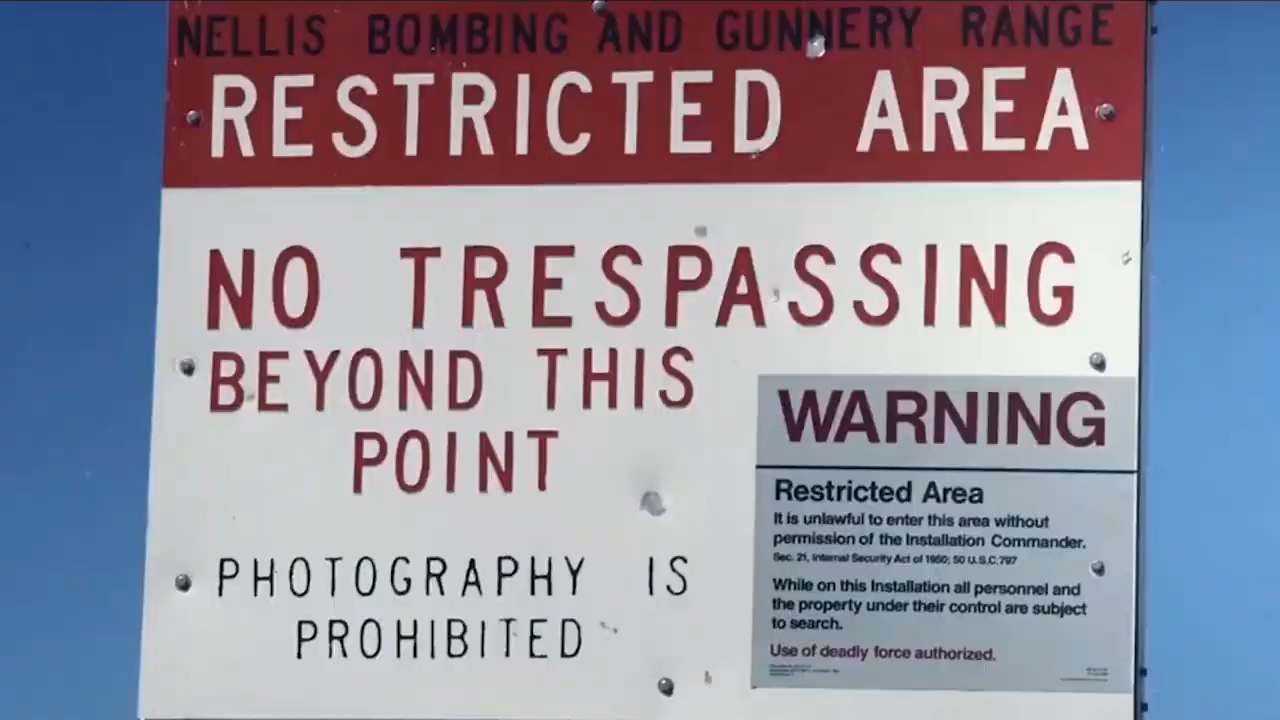 NELLIS BOMBING AND GUNNERY RANGE
RESTRICTED AREA
NO TRESPASSING
BEYOND THIS
POINT
PHOTOGRAPHY IS
PROHIBITED
WARNING
Restricted Area
It is unlawful to enter this area without
permission of the Installation Commander.
Sec. 21, Internal Security Act of 1950; 50 U.S.C. 797
While on this Installation all personnel and
the property under their control are subject
to search.
Use of deadly force authorized.